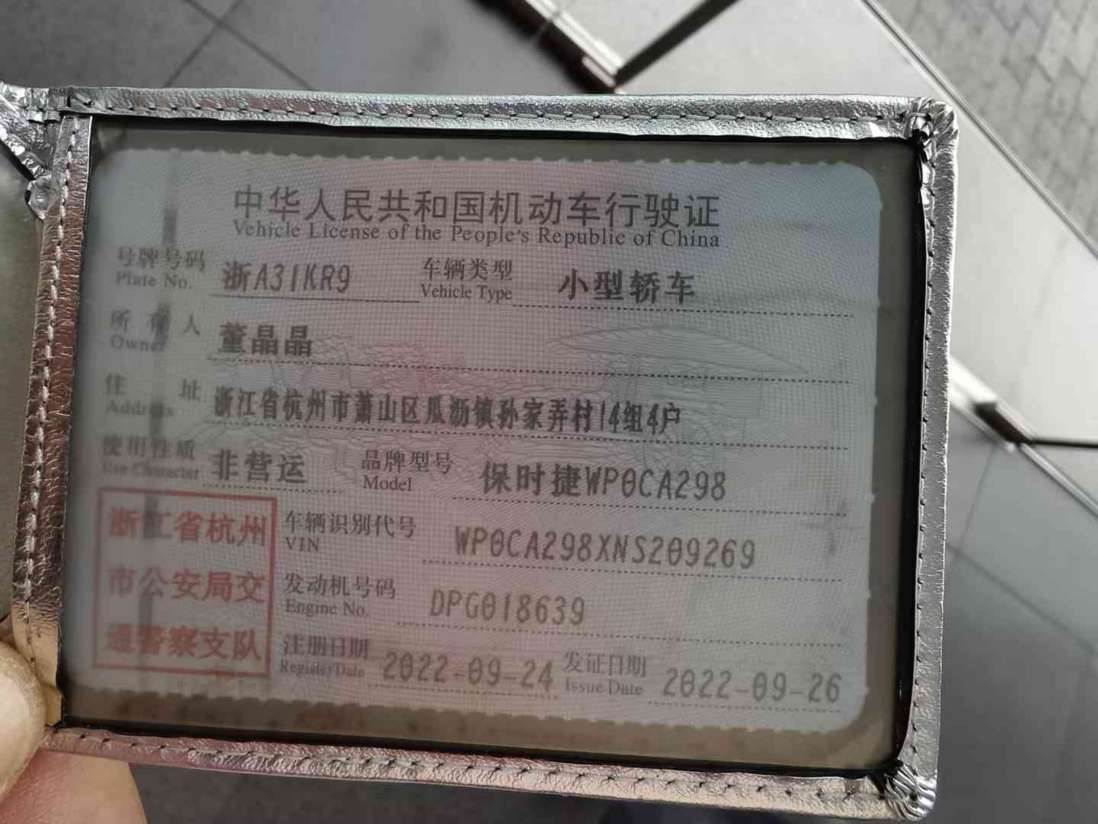 中华人民共和国机动车行驶证
Vehicle License of the People's Republic of China
号牌号码 浙A31KR9 车辆类型 小型轿车
Plate No. Vehicle Type
所有人 董晶晶
Owner
住址 浙江省杭州市萧山区瓜沥镇孙家弄村14组4户
Address
使用性质 非营运 品牌型号 保时捷WP0CA298
Use Character Model
浙江省杭州 车辆识别代号 WP0CA298XNS209269
VIN
市公安局交 发动机号码 DPG018639
Engine No.
通警察支队 注册日期 2022-09-24 发证日期 2022-09-26
Register Date Issue Date